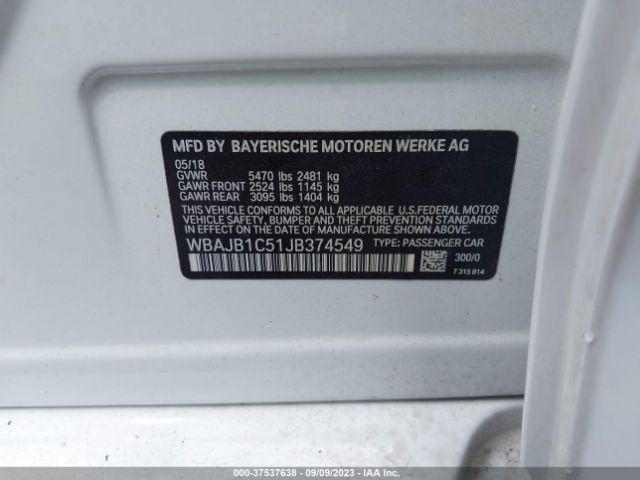 MFD BY BAYERISCHE MOTOREN WERKE AG
05/18
GVWR 5470 lbs 2481 kg
GAWR FRONT 2524 lbs 1145 kg
GAWR REAR 3095 lbs 1404 kg
THIS VEHICLE CONFORMS TO ALL APPLICABLE U.S.FEDERAL MOTOR
VEHICLE SAFETY, BUMPER AND THEFT PREVENTION
STANDARDS IN EFFECT ON THE DATE OF MANUFACTURE SHOWN ABOVE.
WBAJB1C51JB374549 TYPE: PASSENGER CAR
300/0
7 315 814
000-37537638 - 09/09/2023 - IAA Inc.